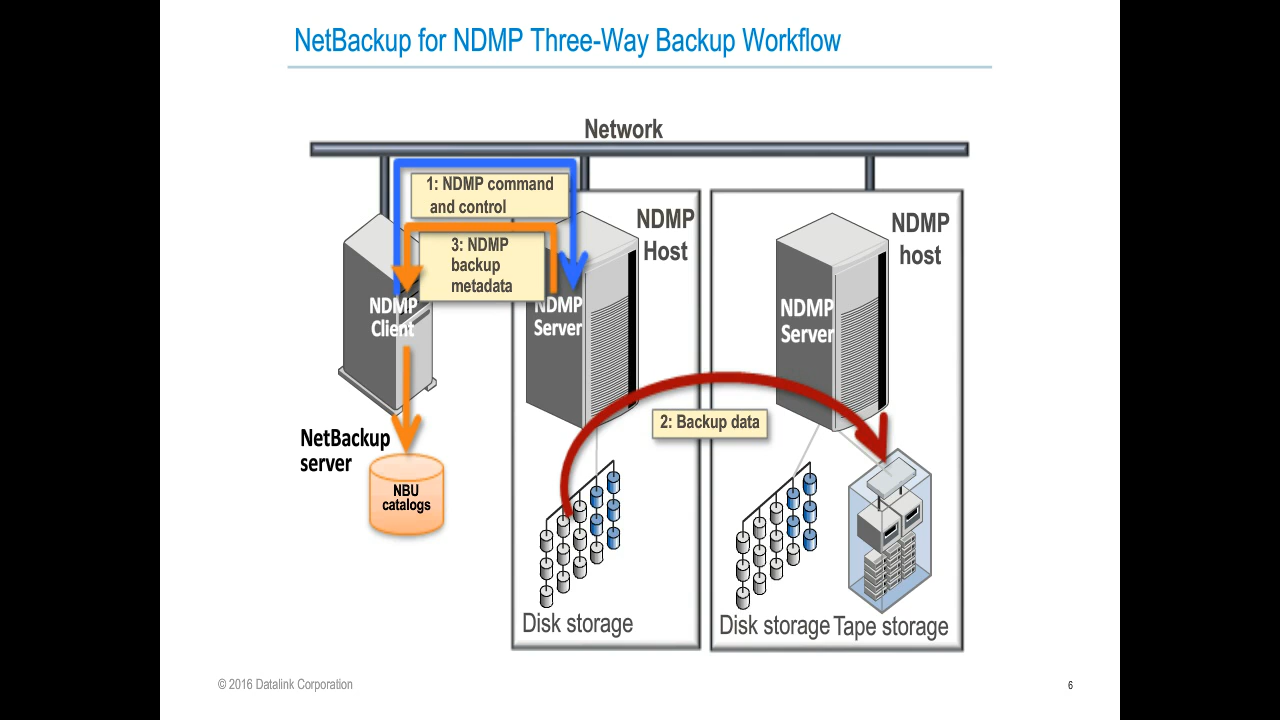 NetBackup for NDMP Three-Way Backup Workflow
Network
1: NDMP command
and control
3: NDMP
backup
metadata
NDMP
Host
NDMP
host
NDMP
Client
NDMP
Server
NDMP
Server
2: Backup data
NetBackup
server
NBU
catalogs
Disk storage
Disk storage
Tape storage
© 2016 Datalink Corporation
6